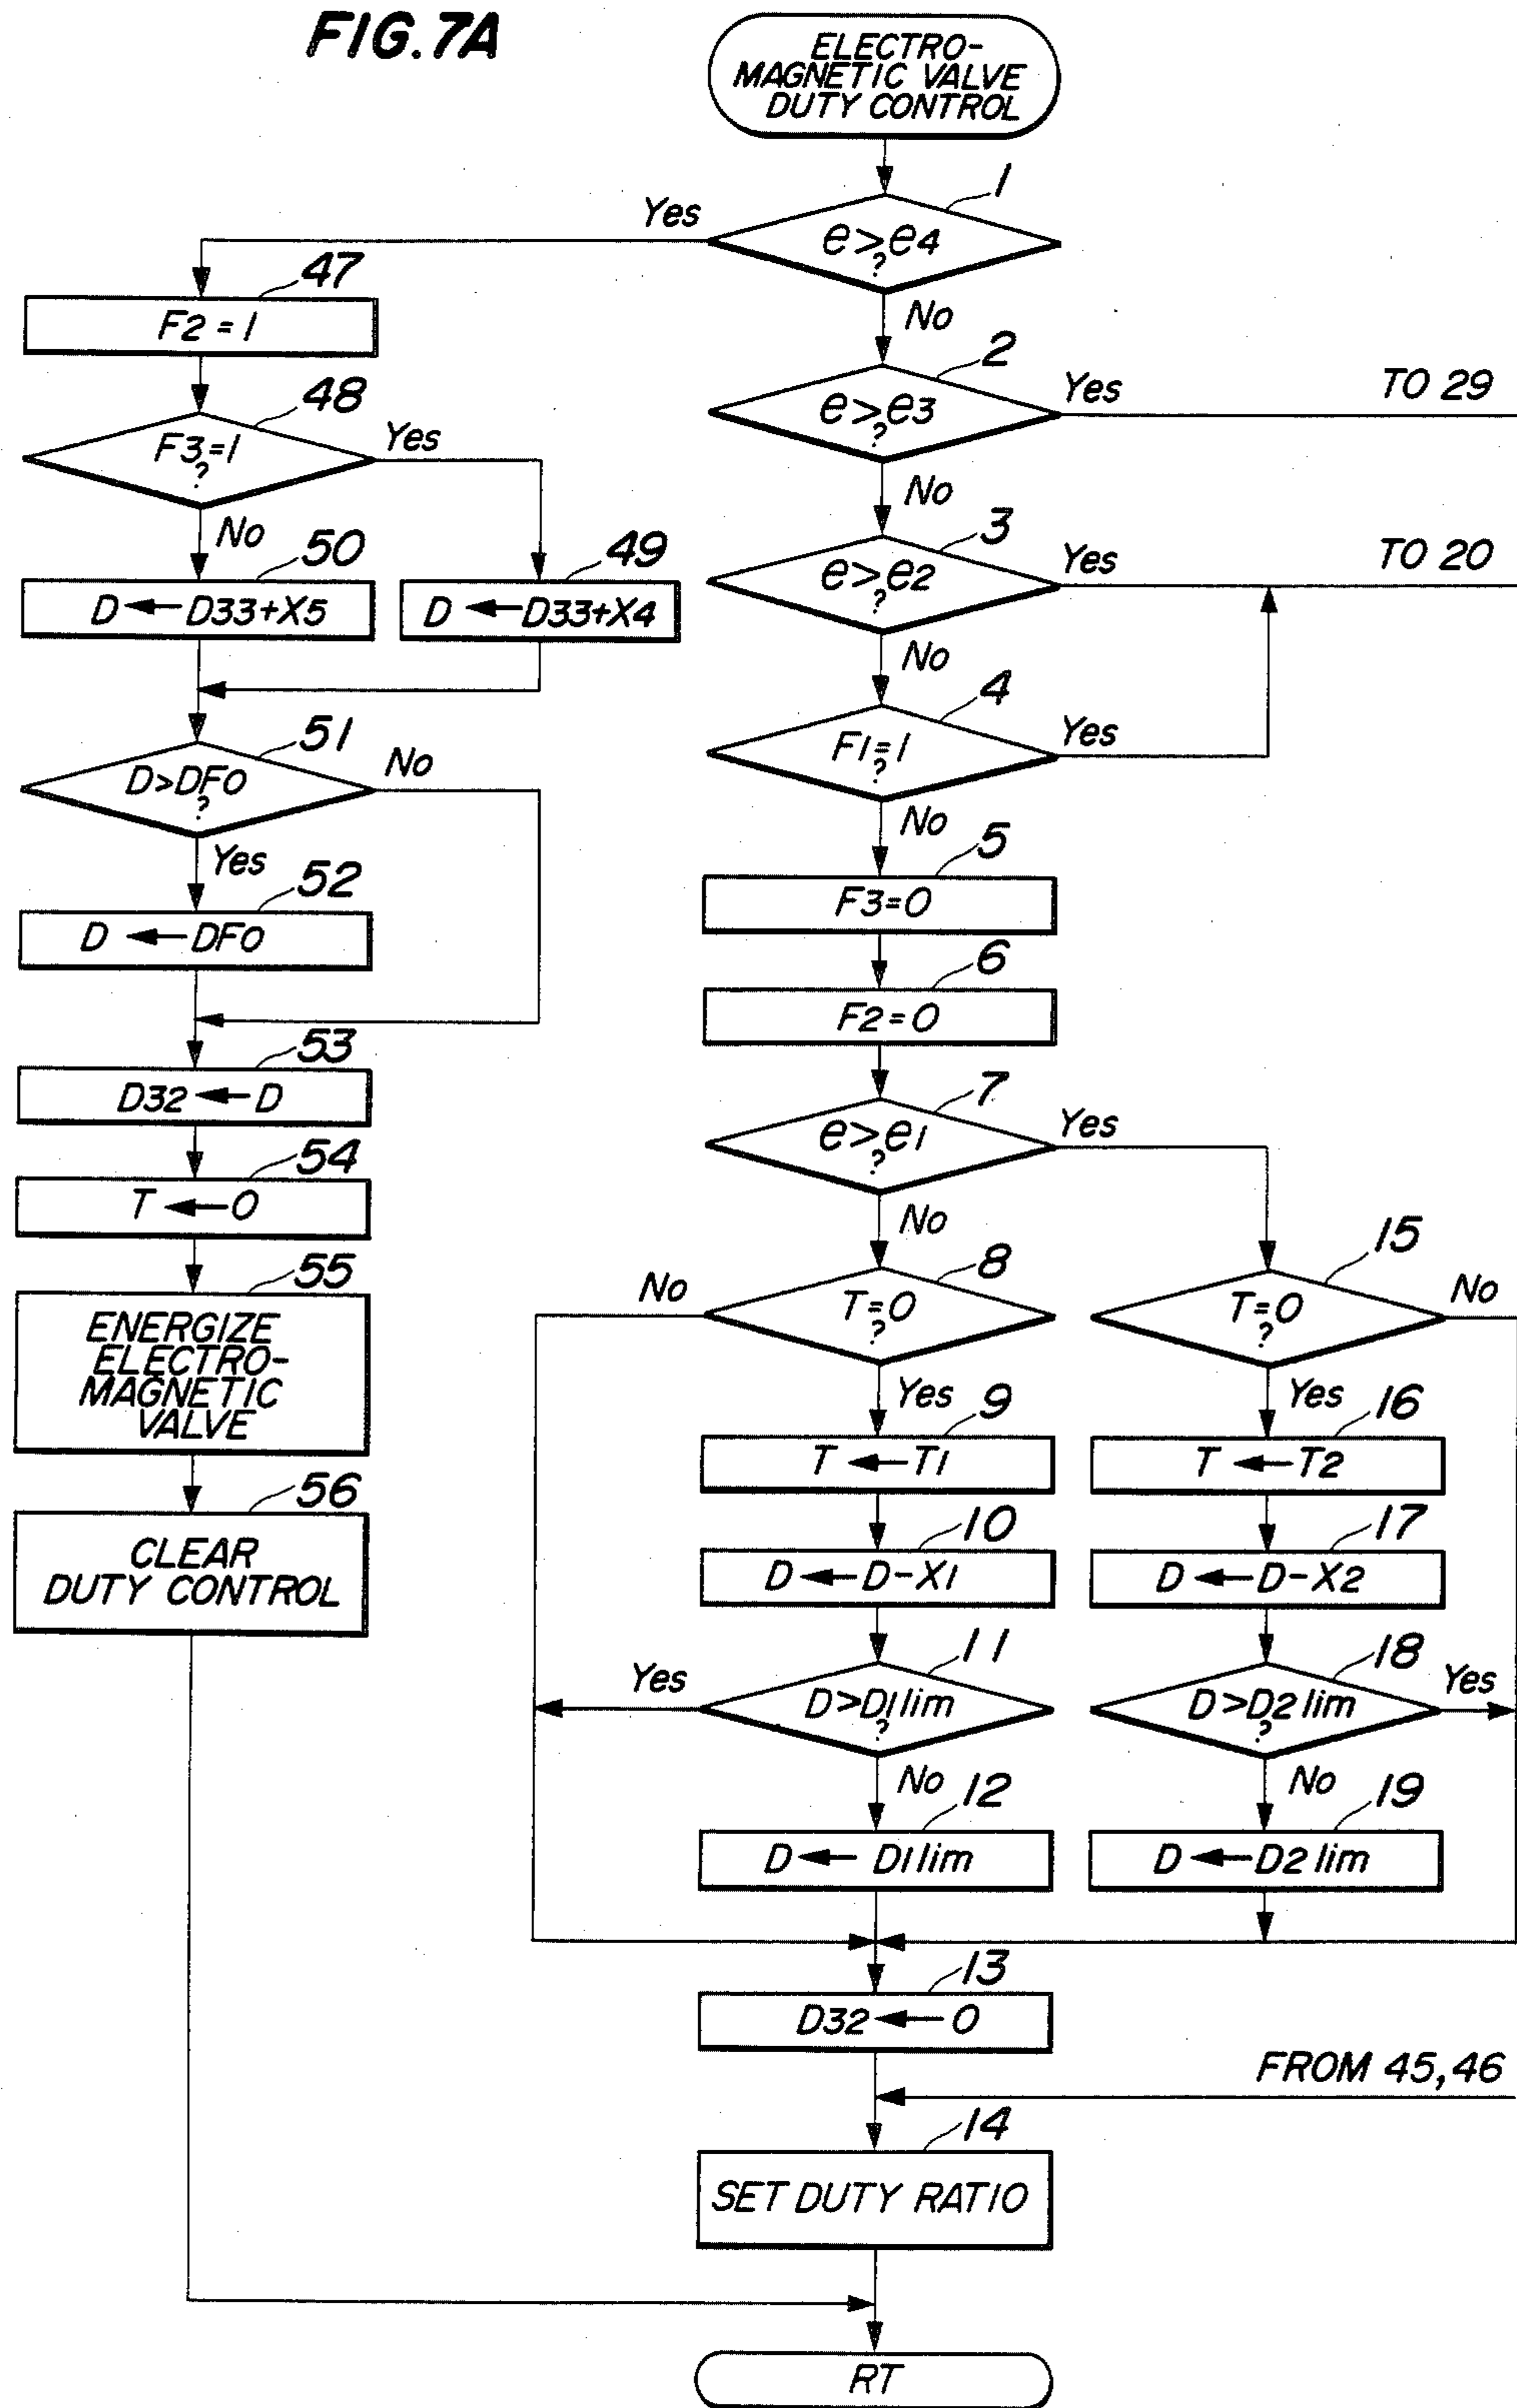 FIG. 7A
ELECTRO-
MAGNETIC VALVE
DUTY CONTROL
1
e>e4
?
Yes
No
47
F2=1
2
e>e3
?
Yes
TO 29
No
48
F3=1
?
Yes
No
3
e>e2
?
Yes
TO 20
No
50
D←D33+X5
49
D←D33+X4
4
F1=1
?
Yes
No
51
D>DF0
?
No
Yes
5
F3=0
52
D←DF0
6
F2=0
53
D32←D
7
e>e1
?
Yes
No
54
T←0
8
T=0
?
No
Yes
15
T=0
?
No
Yes
55
ENERGIZE
ELECTRO-
MAGNETIC
VALVE
9
T←T1
16
T←T2
56
CLEAR
DUTY CONTROL
10
D←D-X1
17
D←D-X2
11
D>D1lim
?
Yes
No
18
D>D2lim
?
Yes
No
12
D←D1lim
19
D←D2lim
13
D32←0
FROM 45,46
14
SET DUTY RATIO
RT